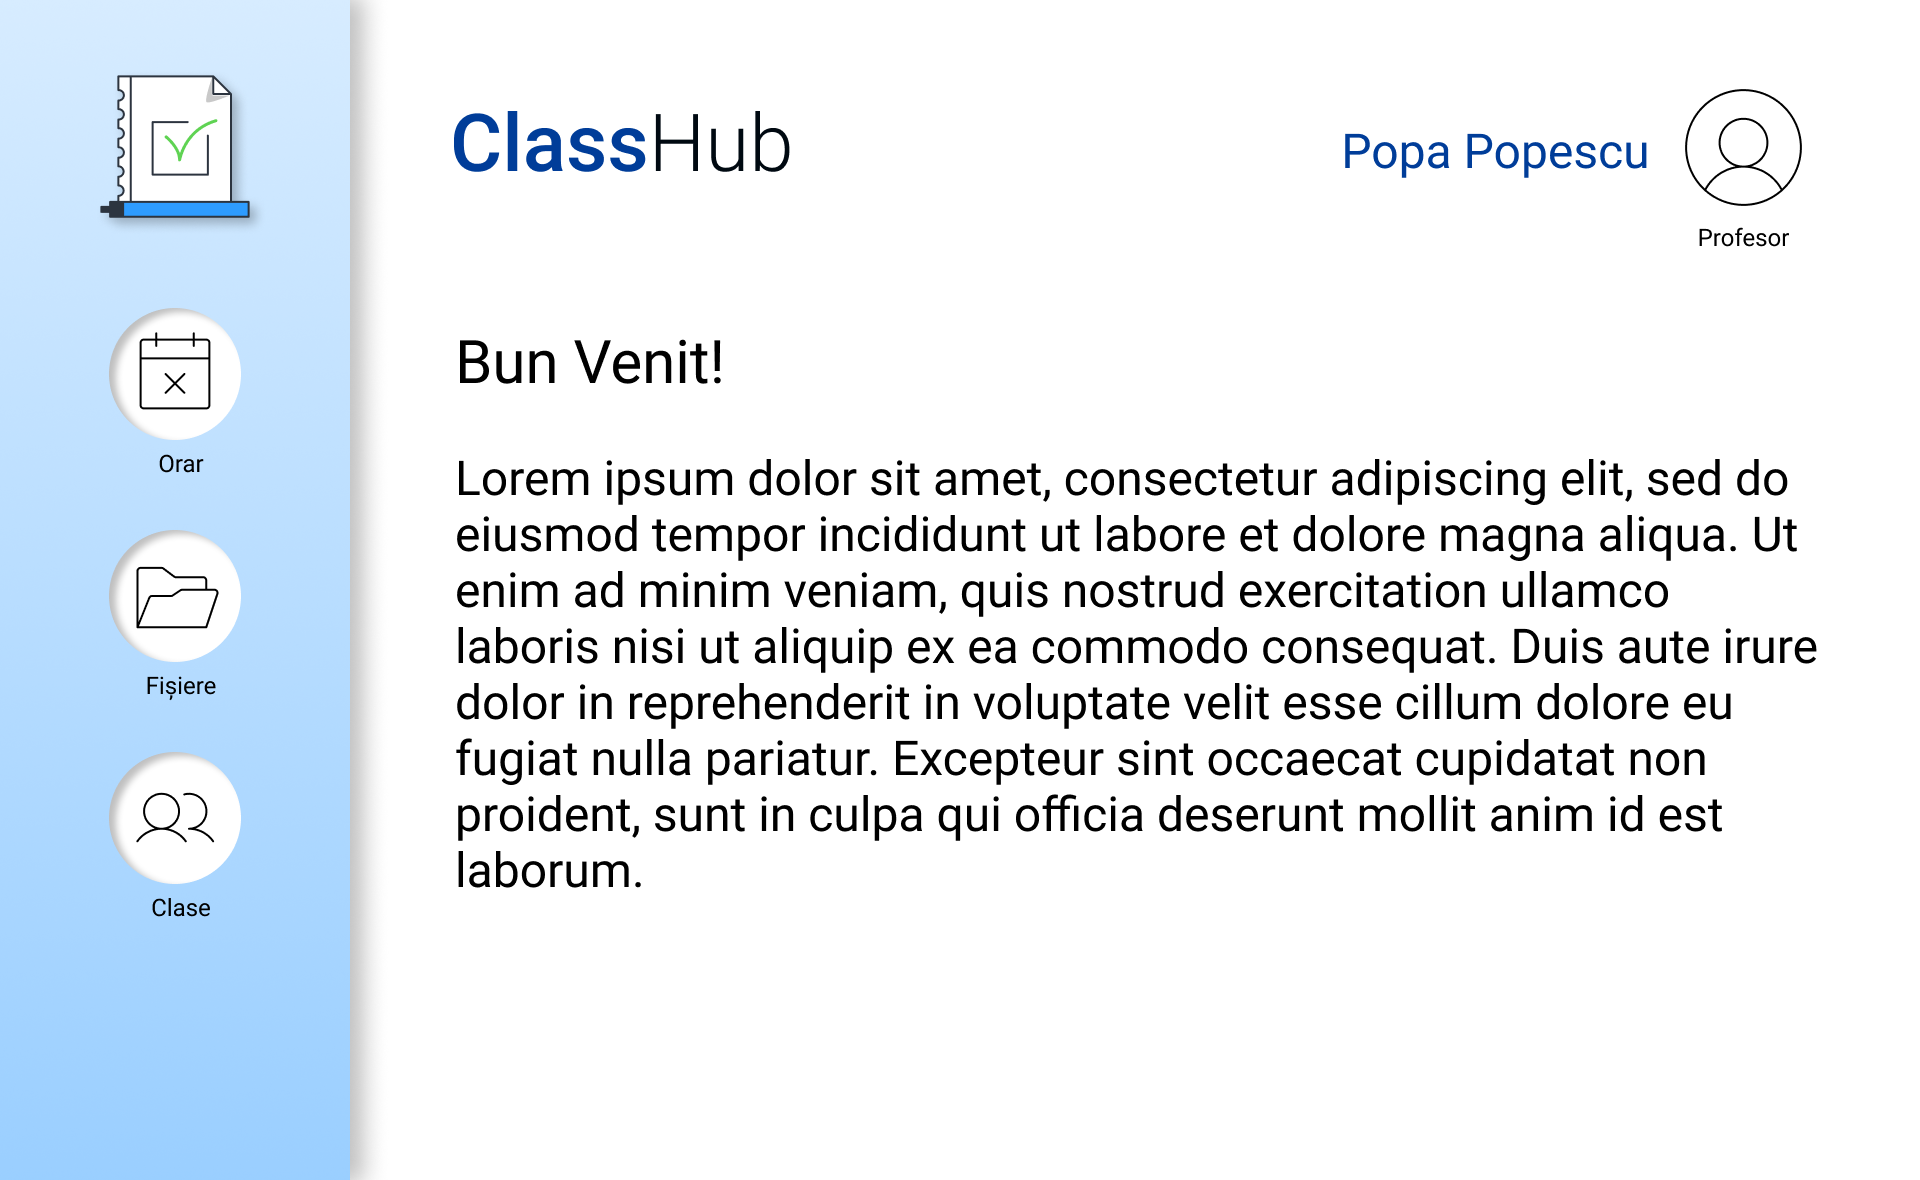 ClassHub
Popa Popescu
Profesor
Orar
Fișiere
Clase
Bun Venit!
Lorem ipsum dolor sit amet, consectetur adipiscing elit, sed do
eiusmod tempor incididunt ut labore et dolore magna aliqua. Ut
enim ad minim veniam, quis nostrud exercitation ullamco
laboris nisi ut aliquip ex ea commodo consequat. Duis aute irure
dolor in reprehenderit in voluptate velit esse cillum dolore eu
fugiat nulla pariatur. Excepteur sint occaecat cupidatat non
proident, sunt in culpa qui officia deserunt mollit anim id est
laborum.